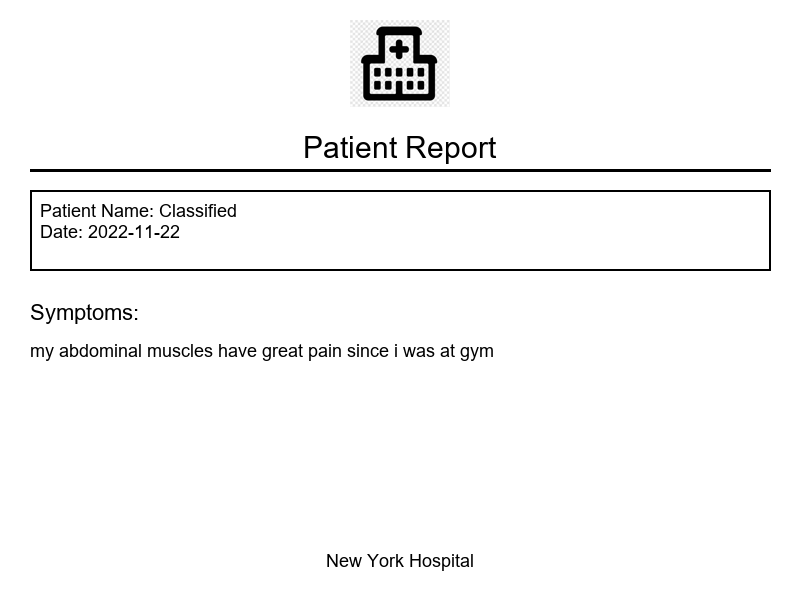 Patient Report
Patient Name: Classified
Date: 2022-11-22
Symptoms:
my abdominal muscles have great pain since i was at gym
New York Hospital